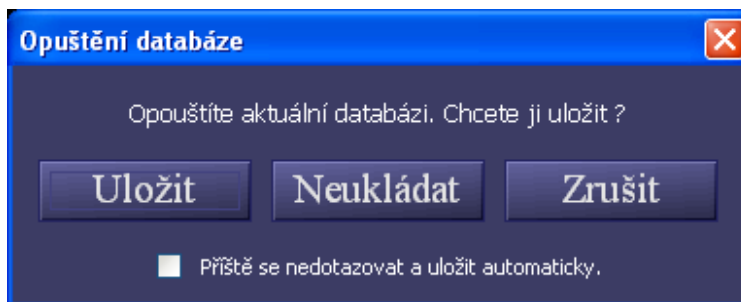 Opuštění databáze
Opouštíte aktuální databázi. Chcete ji uložit ?
Uložit Neukládat Zrušit
Příště se nedotazovat a uložit automaticky.